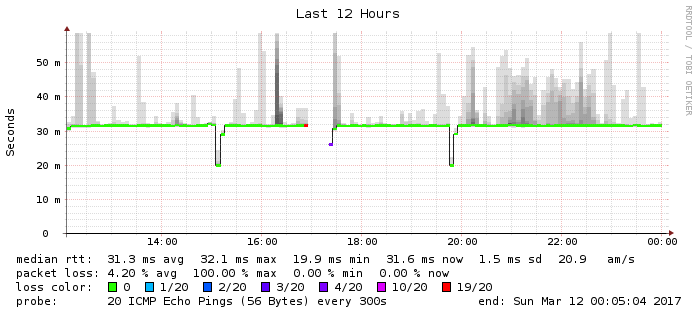 Last 12 Hours
RRDTOOL / TOBI OETIKER
Seconds
50 m
40 m
30 m
20 m
10 m
0
14:00 16:00 18:00 20:00 22:00 00:00
median rtt: 31.3 ms avg 32.1 ms max 19.9 ms min 31.6 ms now 1.5 ms sd 20.9 am/s
packet loss: 4.20 % avg 100.00 % max 0.00 % min 0.00 % now
loss color: 0 1/20 2/20 3/20 4/20 10/20 19/20
probe: 20 ICMP Echo Pings (56 Bytes) every 300s end: Sun Mar 12 00:05:04 2017